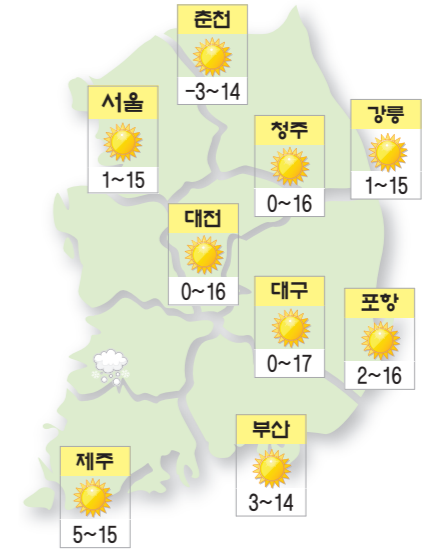 춘천
-3~14
서울
1~15
강릉
1~15
청주
0~16
대전
0~16
대구
0~17
포항
2~16
부산
3~14
제주
5~15